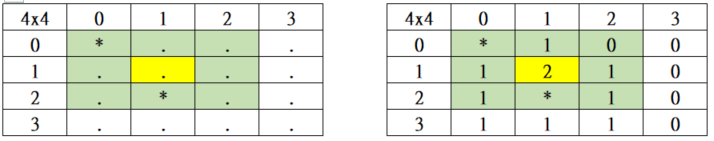 4x4 0 1 2 3
0 * . . .
1 . . . .
2 . * . .
3 . . . .
4x4 0 1 2 3
0 * 1 0 0
1 1 2 1 0
2 1 * 1 0
3 1 1 1 0